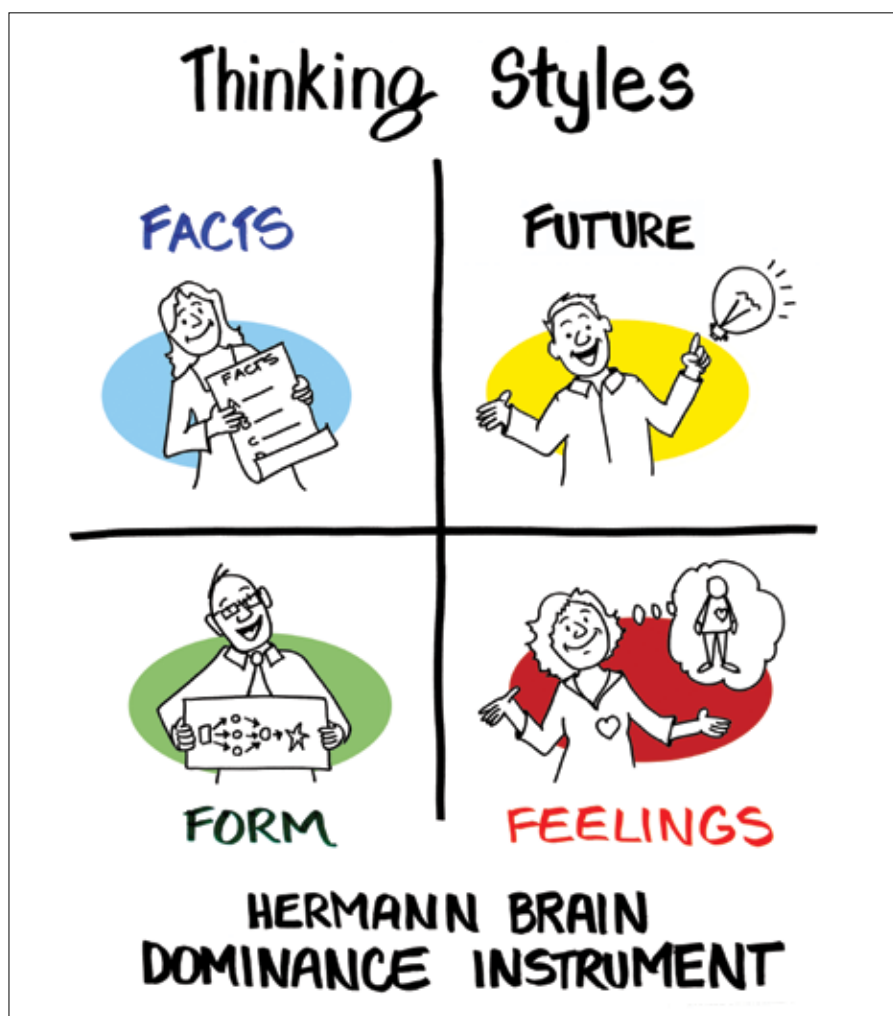 Thinking Styles
FACTS
FUTURE
FACTS
A
B
C
D
FORM
FEELINGS
HERMANN BRAIN
DOMINANCE INSTRUMENT